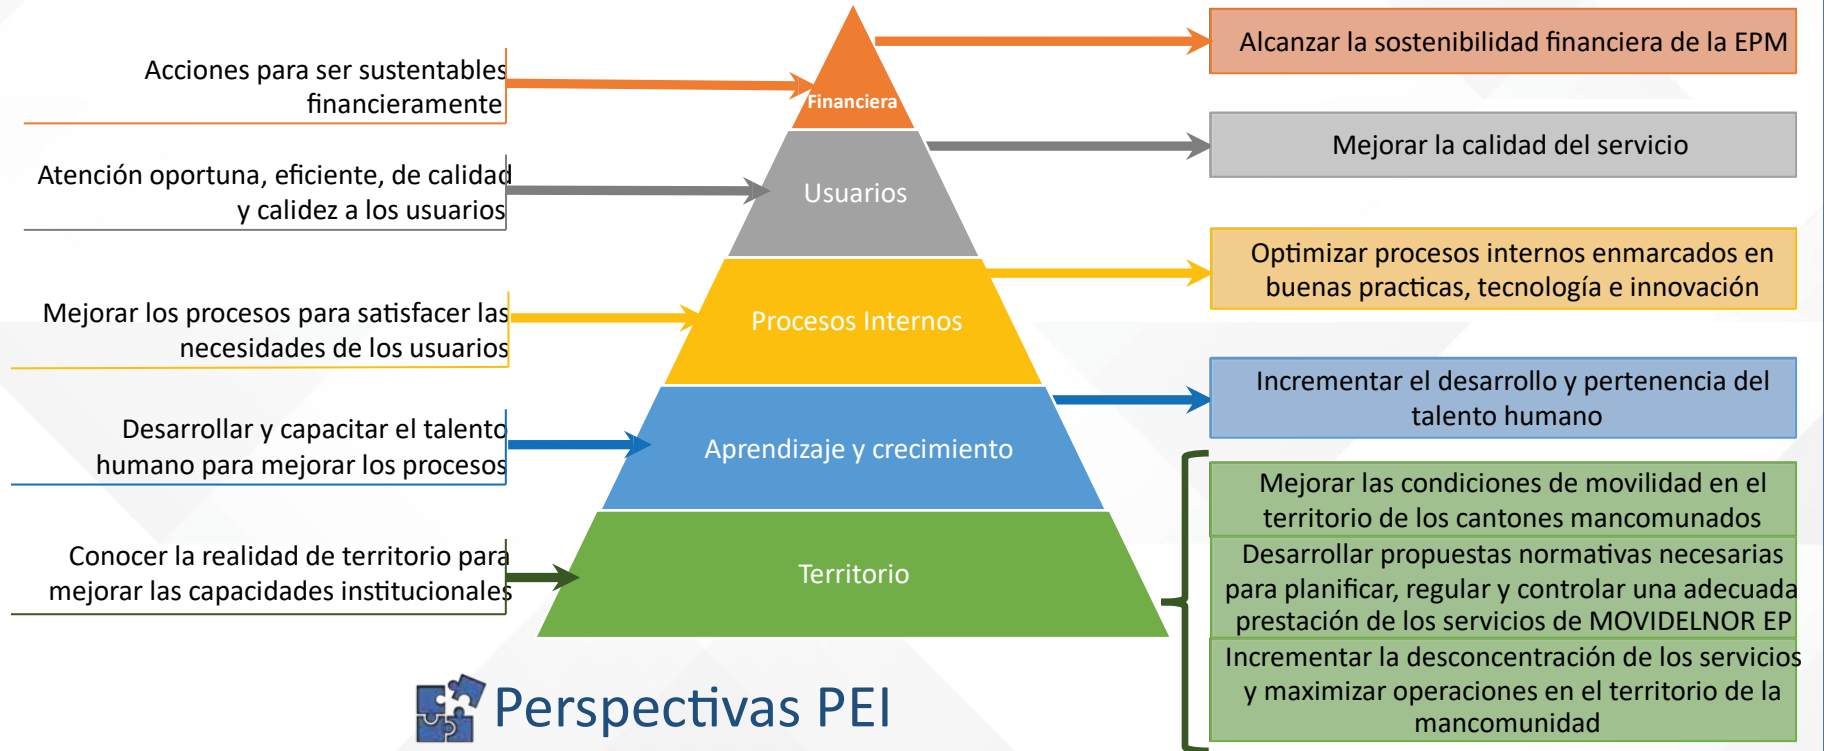 Acciones para ser sustentables
financieramente
Financiera
Alcanzar la sostenibilidad financiera de la EPM
Atención oportuna, eficiente, de calidad
y calidez a los usuarios
Usuarios
Mejorar la calidad del servicio
Mejorar los procesos para satisfacer las
necesidades de los usuarios
Procesos Internos
Optimizar procesos internos enmarcados en
buenas practicas, tecnología e innovación
Desarrollar y capacitar el talento
humano para mejorar los procesos
Aprendizaje y crecimiento
Incrementar el desarrollo y pertenencia del
talento humano
Conocer la realidad de territorio para
mejorar las capacidades institucionales
Territorio
Mejorar las condiciones de movilidad en el
territorio de los cantones mancomunados
Desarrollar propuestas normativas necesarias
para planificar, regular y controlar una adecuada
prestación de los servicios de MOVIDELNOR EP
Incrementar la desconcentración de los servicios
y maximizar operaciones en el territorio de la
mancomunidad
Perspectivas PEI